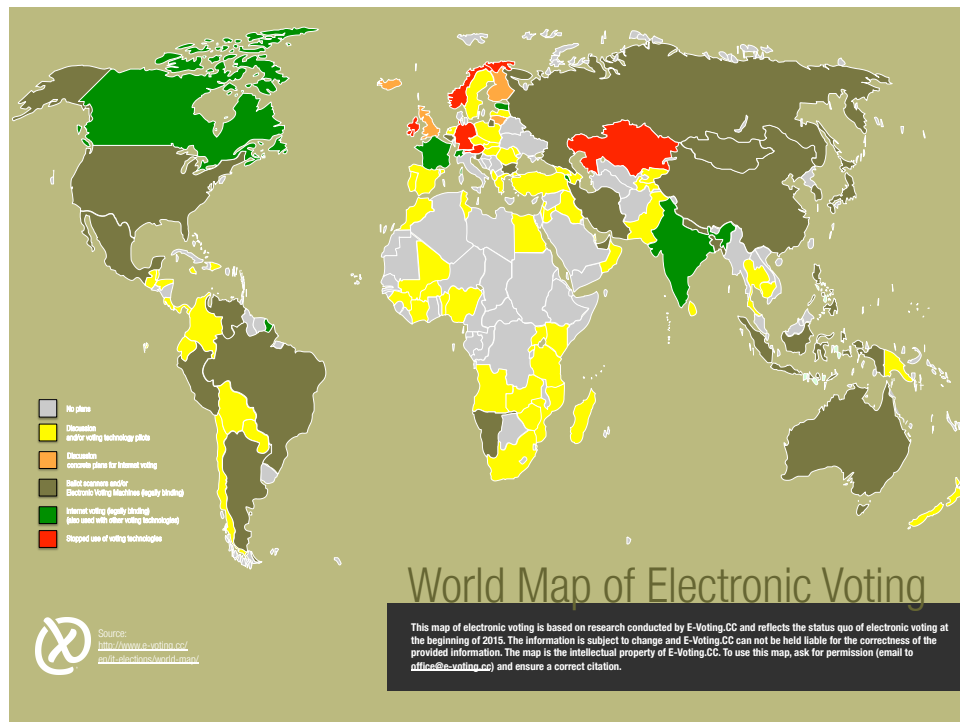 No plans
Discussion
and/or voting technology pilots
Discussion
concrete plans for Internet voting
Ballot scanners and/or
Electronic Voting Machines (legally binding)
Internet voting (legally binding)
(also used with other voting technologies)
Stopped use of voting technologies
World Map of Electronic Voting
Source:
http://www.e-voting.cc/
en/it-elections/world-map/
This map of electronic voting is based on research conducted by E-Voting.CC and reflects the status quo of electronic voting at
the beginning of 2015. The information is subject to change and E-Voting.CC can not be held liable for the correctness of the
provided information. The map is the intellectual property of E-Voting.CC. To use this map, ask for permission (email to
office@e-voting.cc) and ensure a correct citation.